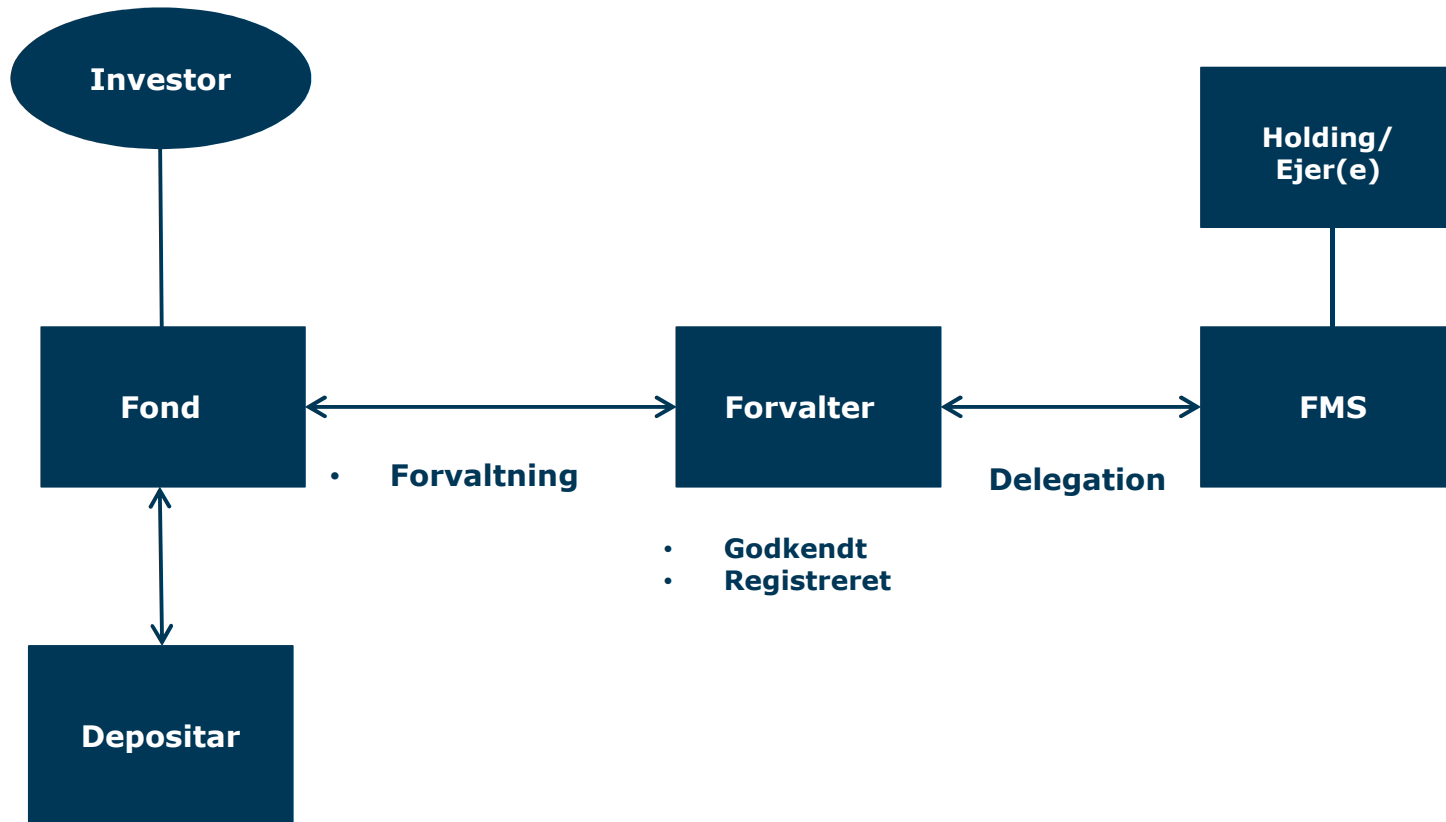 Investor
Holding/
Ejer(e)
Fond
Forvalter
FMS
• Forvaltning
Delegation
• Godkendt
• Registreret
Depositar